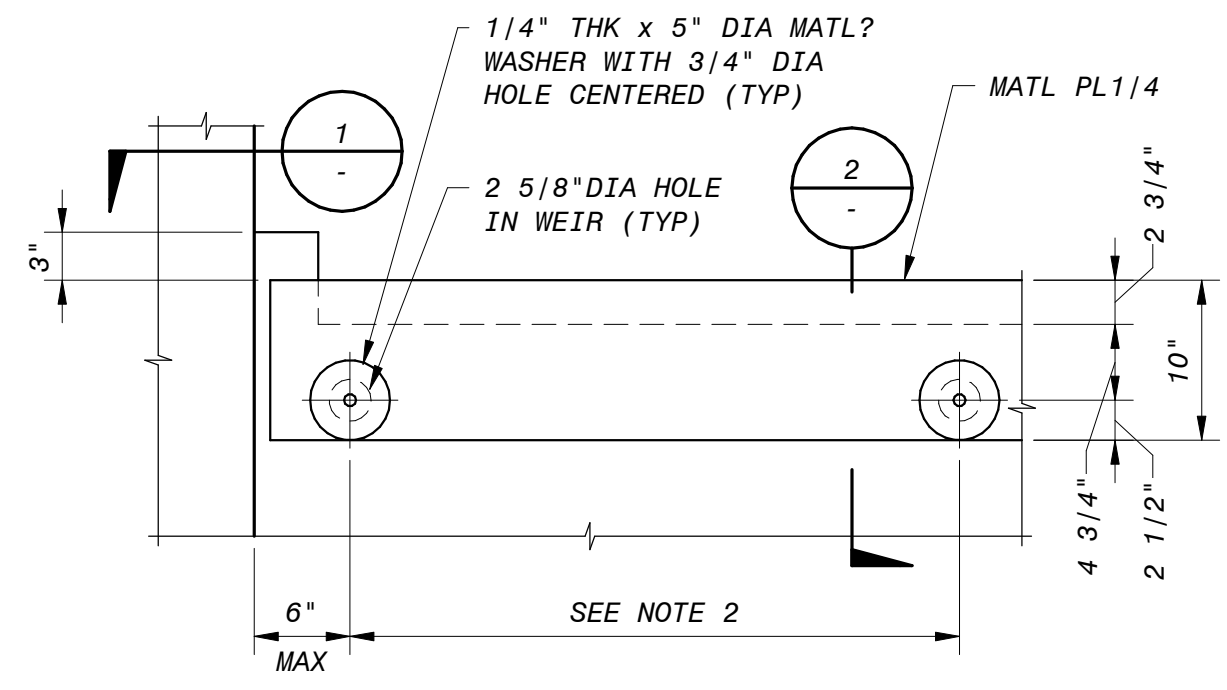 1/4" THK x 5" DIA MATL?
WASHER WITH 3/4" DIA
HOLE CENTERED (TYP)
MATL PL1/4
1
-
2
-
2 5/8"DIA HOLE
IN WEIR (TYP)
2 3/4"
3"
10"
4 3/4"
2 1/2"
6"
MAX
SEE NOTE 2